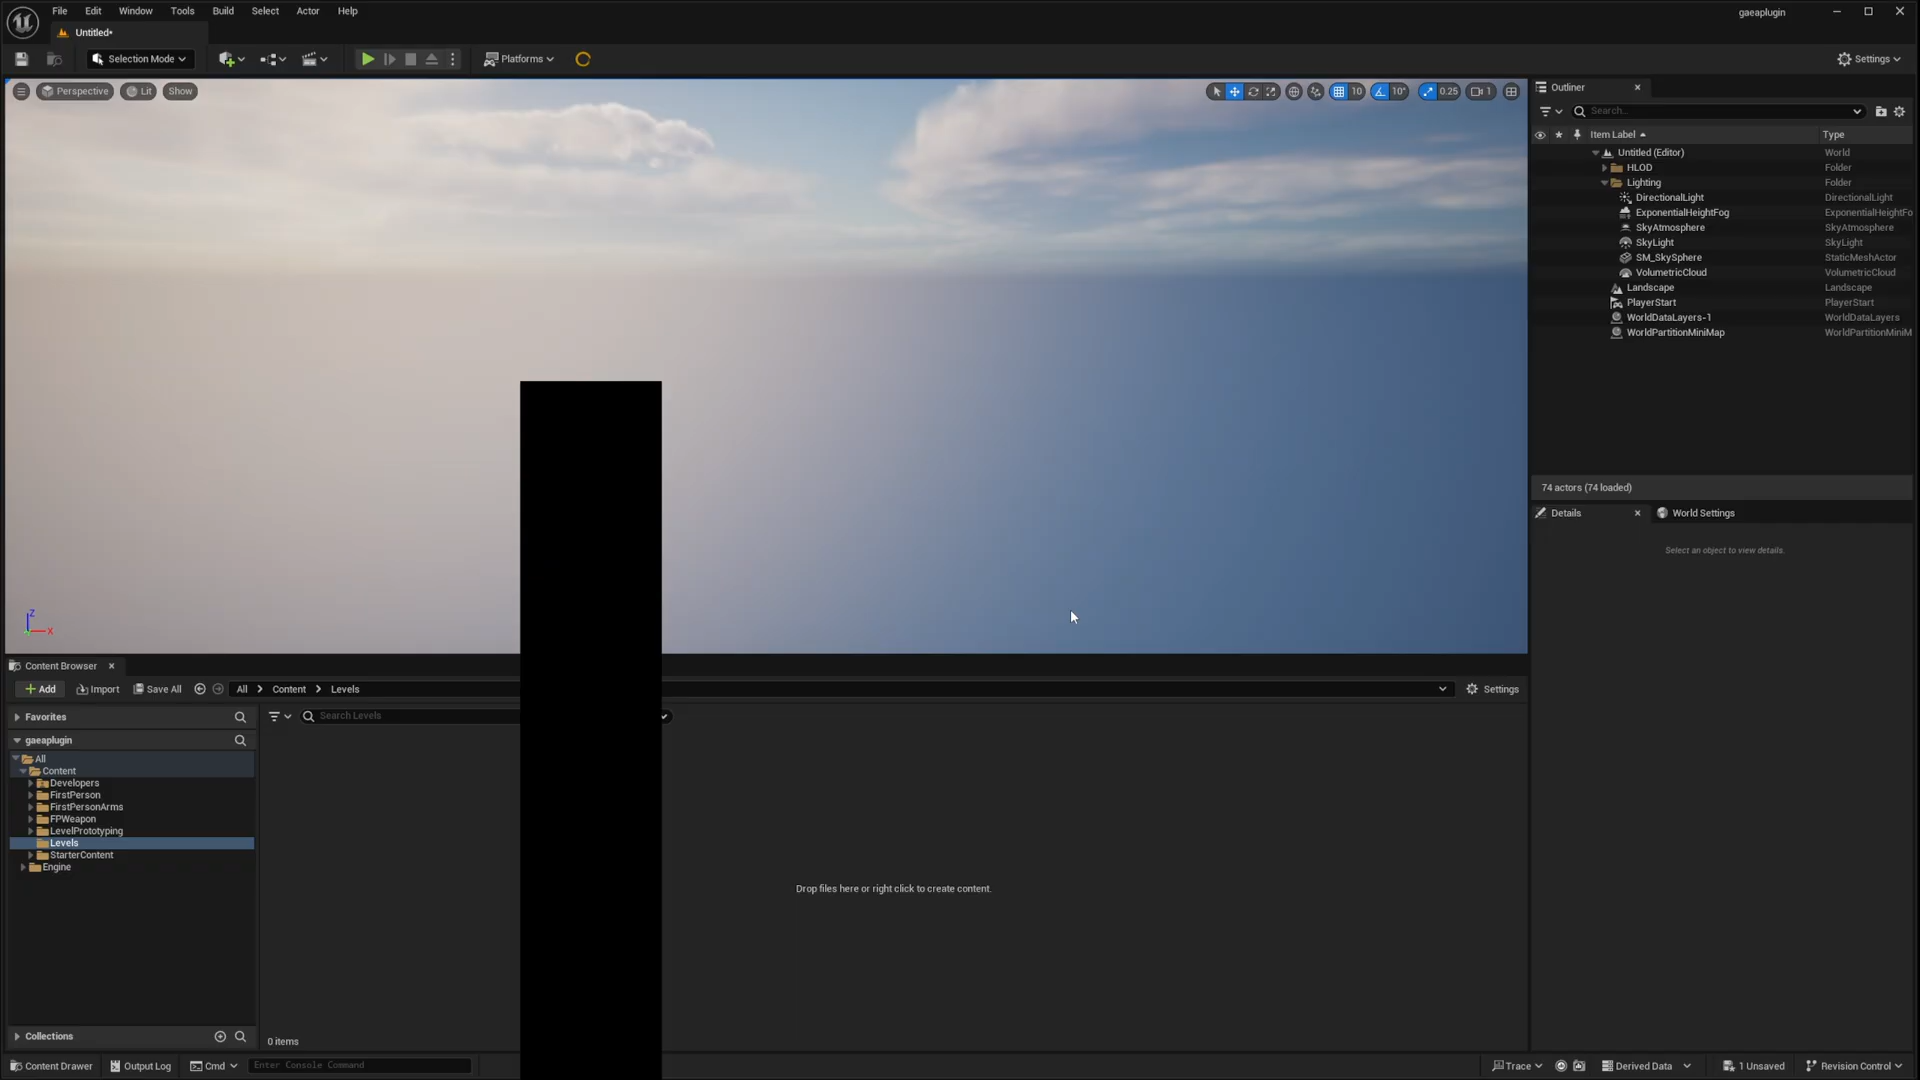 File Edit Window Tools Build Select Actor Help
gaeaplugin
Untitled•
Selection Mode
Platforms
Settings
Perspective Lit Show
10 10° 0.25 1
Outliner
Search...
Item Label Type
Untitled (Editor) World
HLOD Folder
Lighting Folder
DirectionalLight DirectionalLight
ExponentialHeightFog ExponentialHeightFo
SkyAtmosphere SkyAtmosphere
SkyLight SkyLight
SM_SkySphere StaticMeshActor
VolumetricCloud VolumetricCloud
Landscape Landscape
PlayerStart PlayerStart
WorldDataLayers-1 WorldDataLayers
WorldPartitionMiniMap WorldPartitionMiniM
74 actors (74 loaded)
Details World Settings
Select an object to view details.
Z
X
Content Browser
Add Import Save All All Content Levels Settings
Favorites
Search Levels
gaeaplugin
All
Content
Developers
FirstPerson
FirstPersonArms
FPWeapon
LevelPrototyping
Levels
StarterContent
Engine
Drop files here or right click to create content.
Collections
0 items
Content Drawer Output Log Cmd Enter Console Command Trace Derived Data 1 Unsaved Revision Control